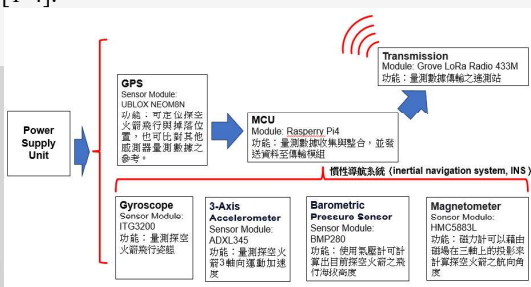 [1-4].
Transmission
Module: Grove LoRa Radio 433M
功能：量測數據傳輸之遙測站
GPS
Sensor Module:
UBLOX NEOM8N
功能：可定位探空
火箭飛行與掉落位
置，也可比對其他
感測器量測數據之
參考。
MCU
Module: Rasperry Pi4
功能：量測數據收集與整合，並發
送資料至傳輸模組
Power
Supply
Unit
慣性導航系統 (inertial navigation system, INS)
Gyroscope
Sensor Module:
ITG3200
功能：量測探空
火箭飛行姿態
3-Axis
Accelerometer
Sensor Module:
ADXL345
功能：量測探空火
箭3軸向運動加速
度
Barometric
Pressure Sensor
Sensor Module:
BMP280
功能：使用氣壓計可計
算出目前探空火箭之飛
行海拔高度
Magnetometer
Sensor Module:
HMC5883L
功能：磁力計可以藉由
磁場在三軸上的投影來
計算探空火箭之航向角
度